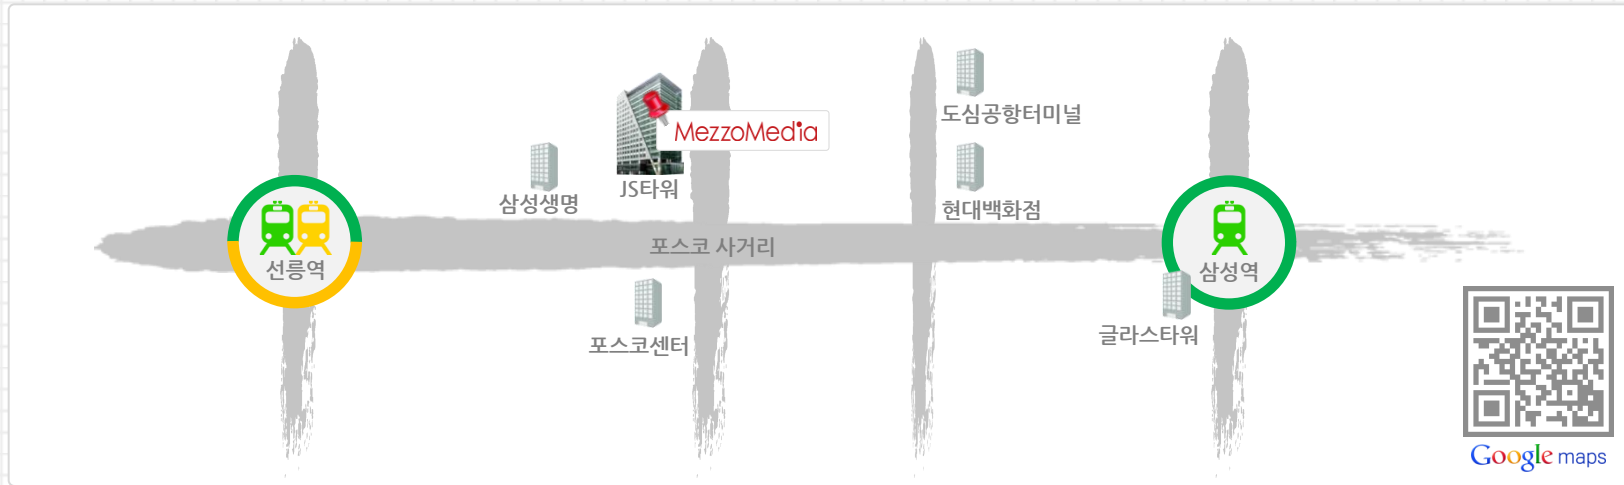 도심공항터미널
MezzoMedia
삼성생명
JS타워
현대백화점
포스코 사거리
선릉역
삼성역
포스코센터
글라스타워
Google maps